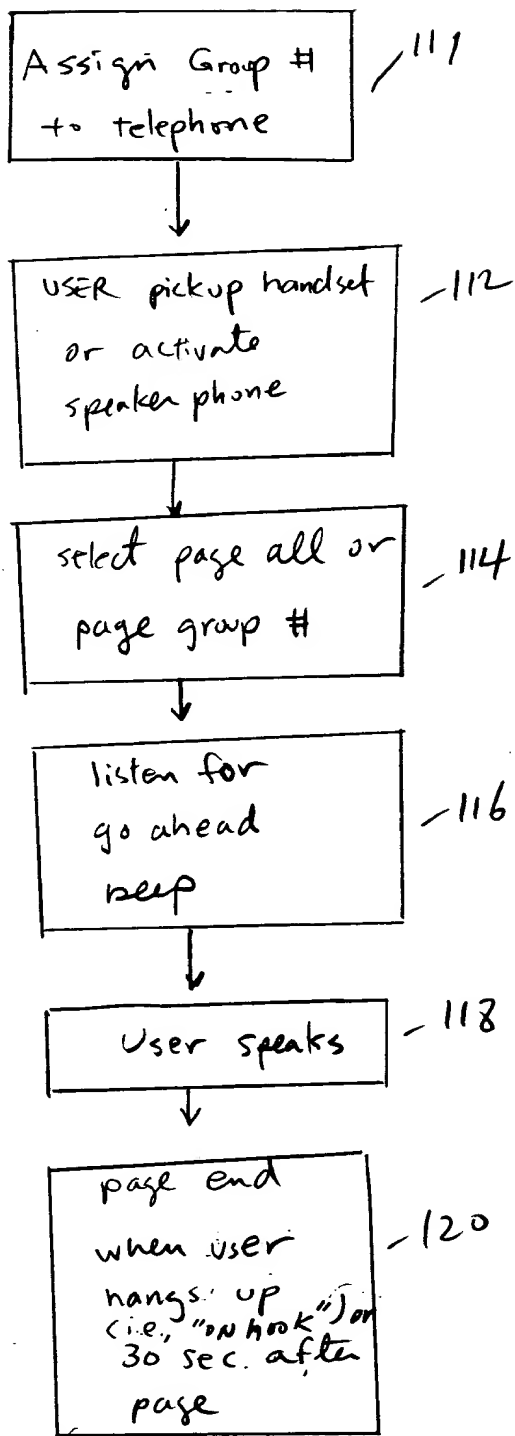 Assign Group #
to telephone
111
USER pickup handset
or activate
speaker phone
112
select page all or
page group #
114
listen for
go ahead
beep
116
User speaks
118
page end
when user
hangs up
(i.e., "ON hook") or
30 sec. after
page
120